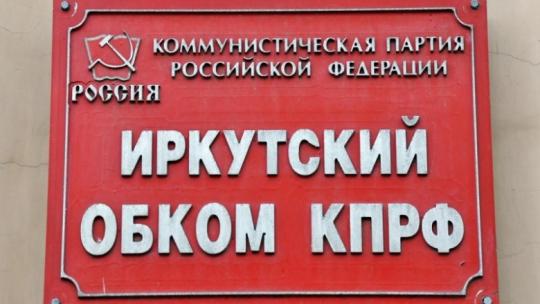 КОММУНИСТИЧЕСКАЯ ПАРТИЯ
РОССИЙСКОЙ ФЕДЕРАЦИИ
РОССИЯ
ИРКУТСКИЙ
ОБКОМ КПРФ